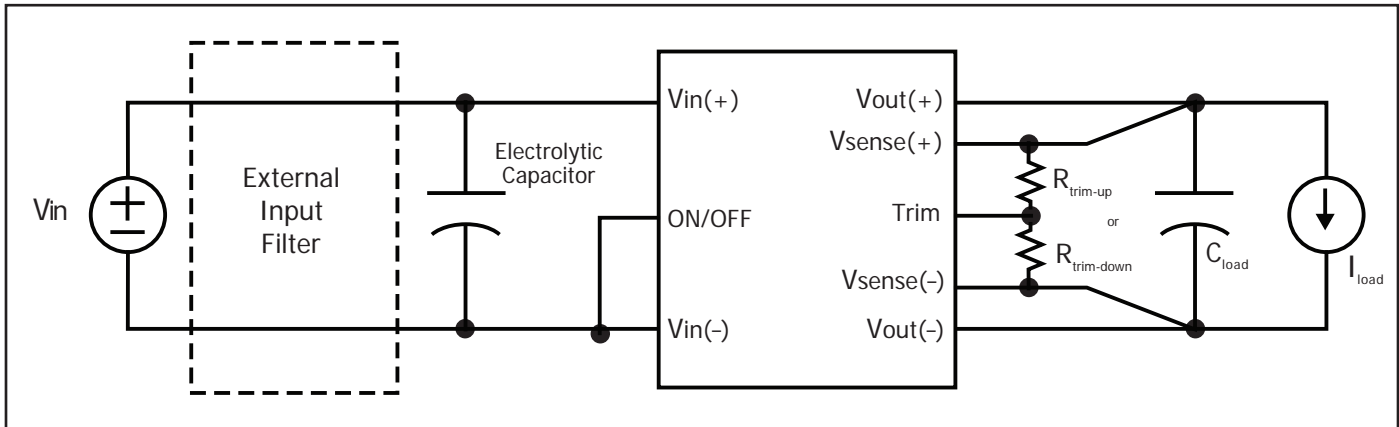 Vin
External
Input
Filter
Electrolytic
Capacitor
Vin(+)
ON/OFF
Vin(−)
Vout(+)
Vsense(+)
Trim
Vsense(−)
Vout(−)
Rtrim-up
or
Rtrim-down
Cload
Iload